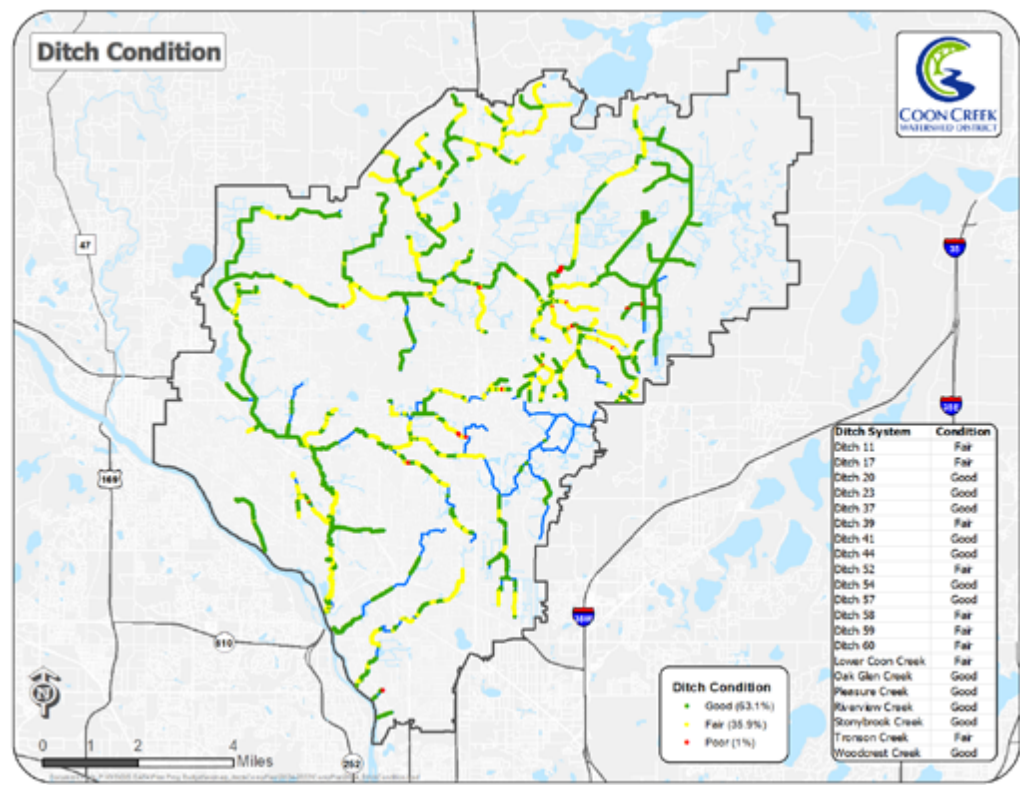 Ditch Condition
COON CREEK
WATERSHED DISTRICT
47
35
35E
169
Ditch System Condition
Ditch 11 Fair
Ditch 17 Fair
Ditch 20 Good
Ditch 23 Good
Ditch 37 Good
Ditch 39 Fair
Ditch 41 Good
Ditch 44 Good
Ditch 52 Fair
Ditch 54 Good
Ditch 57 Good
Ditch 58 Fair
Ditch 59 Fair
Ditch 60 Fair
Lower Coon Creek Fair
Oak Glen Creek Good
Pleasure Creek Good
Riverview Creek Good
Stonybrook Creek Good
Tronson Creek Fair
Woodcrest Creek Good
35W
610
N
Ditch Condition
Good (63.1%)
Fair (35.9%)
Poor (1%)
0 1 2 4 Miles
252